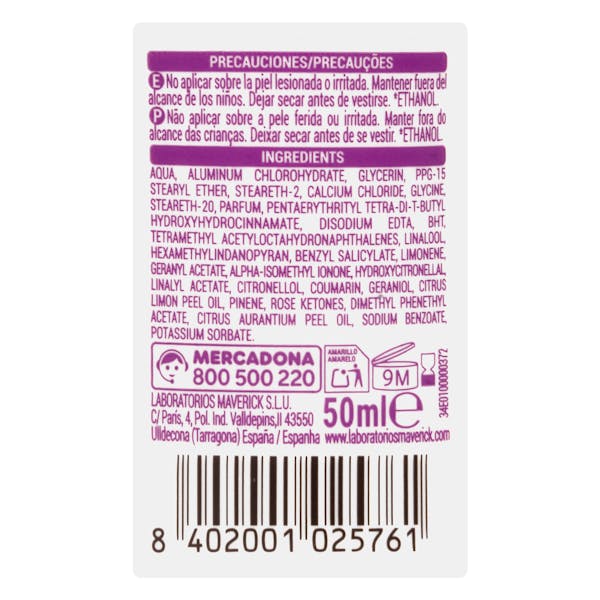 PRECAUCIONES/PRECAUÇÕES
E No aplicar sobre la piel lesionada o irritada. Mantener fuera del
alcance de los niños. Dejar secar antes de vestirse. *ETHANOL.
P Não aplicar sobre a pele ferida ou irritada. Manter fora do
alcance das crianças. Deixar secar antes de se vestir. *ETHANOL.
INGREDIENTS
AQUA, ALUMINUM CHLOROHYDRATE, GLYCERIN, PPG-15
STEARYL ETHER, STEARETH-2, CALCIUM CHLORIDE, GLYCINE,
STEARETH-20, PARFUM, PENTAERYTHRITYL TETRA-DI-T-BUTYL
HYDROXYHYDROCINNAMATE, DISODIUM EDTA, BHT,
TETRAMETHYL ACETYLOCTAHYDRONAPHTHALENES, LINALOOL,
HEXAMETHYLINDANOPYRAN, BENZYL SALICYLATE, LIMONENE,
GERANYL ACETATE, ALPHA-ISOMETHYL IONONE, HYDROXYCITRONELLAL,
LINALYL ACETATE, CITRONELLOL, COUMARIN, GERANIOL, CITRUS
LIMON PEEL OIL, PINENE, ROSE KETONES, DIMETHYL PHENETHYL
ACETATE, CITRUS AURANTIUM PEEL OIL, SODIUM BENZOATE,
POTASSIUM SORBATE.
MERCADONA
800 500 220
AMARILLO
AMARELO
9M
346010000372
LABORATORIOS MAVERICK S.L.U.
C/ París, 4, Pol. Ind. Valldepins,II 43550
Ulldecona (Tarragona) España / Espanha
50ml e
www.laboratoriosmaverick.com
8 402001 025761